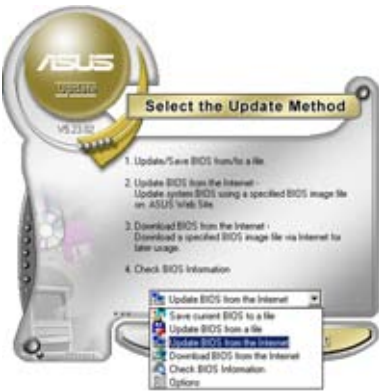 ASUS
Update
V5.23.02
Select the Update Method
1. Update/Save BIOS from/to a file
2. Update BIOS from the Internet -
Update system BIOS using a specified BIOS image file
on ASUS Web Site.
3. Download BIOS from the Internet -
Download a specified BIOS image file via Internet for
later usage.
4. Check BIOS Information
Update BIOS from the Internet
Save current BIOS to a file
Update BIOS from a file
Update BIOS from the Internet
Download BIOS from the Internet
Check BIOS Information
Options